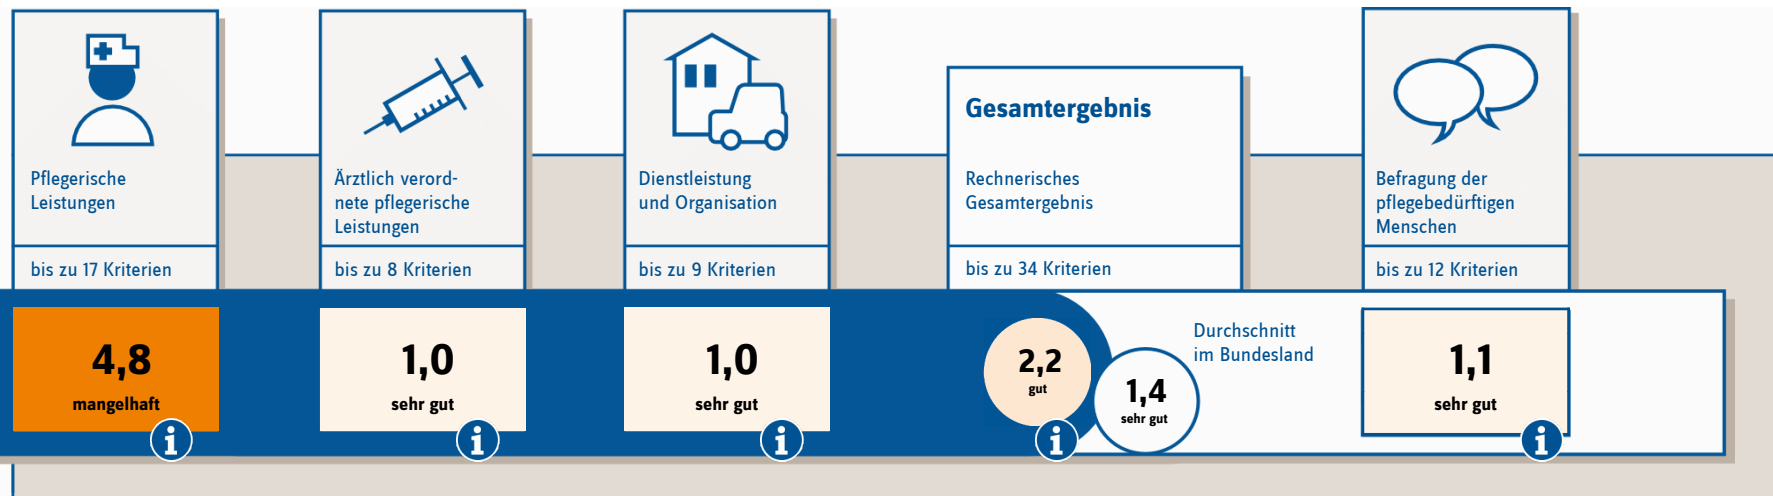 Pflegerische
Leistungen
bis zu 17 Kriterien
4,8
mangelhaft
i
Ärztlich verord-
nete pflegerische
Leistungen
bis zu 8 Kriterien
1,0
sehr gut
i
Dienstleistung
und Organisation
bis zu 9 Kriterien
1,0
sehr gut
i
Gesamtergebnis
Rechnerisches
Gesamtergebnis
bis zu 34 Kriterien
2,2
gut
i
Durchschnitt
im Bundesland
1,4
sehr gut
Befragung der
pflegebedürftigen
Menschen
bis zu 12 Kriterien
1,1
sehr gut
i